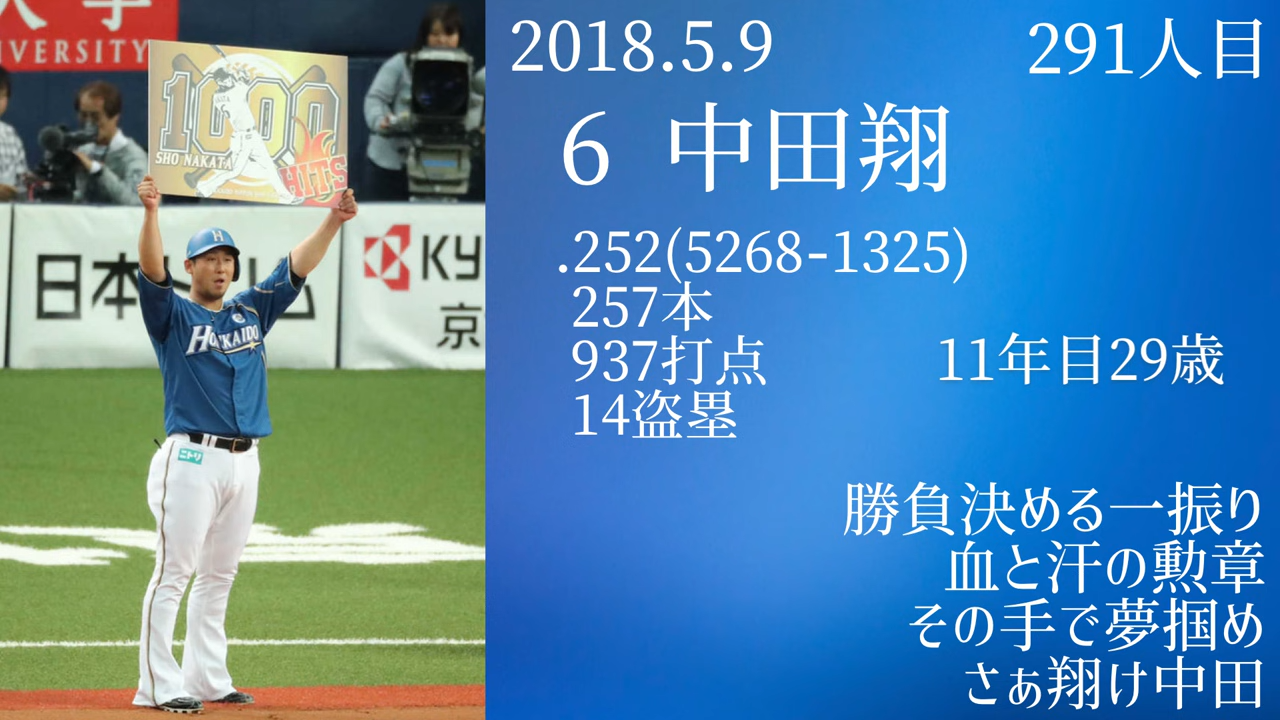 大学
UNIVERSITY
1000
SHO NAKATA
HITS
H
HOKKAIDO
日本
KY
京
ニトリ
2018.5.9
291人目
6 中田翔
.252(5268-1325)
257本
937打点
11年目29歳
14盗塁
勝負決める一振り
血と汗の勲章
その手で夢掴め
さぁ翔け中田